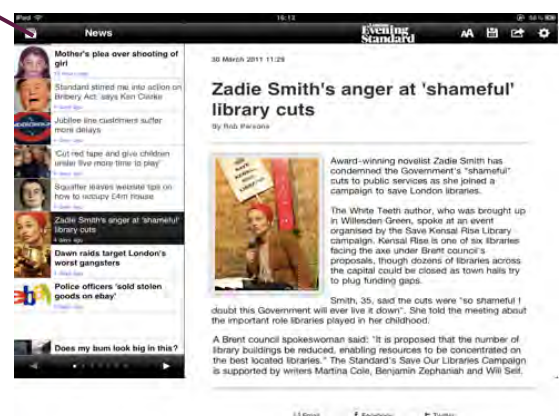 iPad
16:13
News
Evening
Standard
AA
Mother's plea over shooting of
girl
Standard stirred me into action on
Bribery Act, says Ken Clarke
Jubilee line customers suffer
more delays
'Cut red tape and give children
under five more time to play'
Squatter leaves website tips on
how to occupy £4m house
Zadie Smith's anger at 'shameful'
library cuts
Dawn raids target London's
worst gangsters
Police officers 'sold stolen
goods on ebay'
Does my bum look big in this?
30 March 2011 11:29
Zadie Smith's anger at 'shameful'
library cuts
By Rob Parsons
Award-winning novelist Zadie Smith has
condemned the Government's "shameful"
cuts to public services as she joined a
campaign to save London libraries.
The White Teeth author, who was brought up
in Willesden Green, spoke at an event
organised by the Save Kensal Rise Library
campaign. Kensal Rise is one of six libraries
facing the axe under Brent council's
proposals, though dozens of libraries across
the capital could be closed as town halls try
to plug funding gaps.
Smith, 35, said the cuts were "so shameful I
doubt this Government will ever live it down". She told the meeting about
the important role libraries played in her childhood.
A Brent council spokeswoman said: "It is proposed that the number of
library buildings be reduced, enabling resources to be concentrated on
the best located libraries." The Standard's Save Our Libraries Campaign
is supported by writers Martina Cole, Benjamin Zephaniah and Will Self.
Email Facebook Twitter